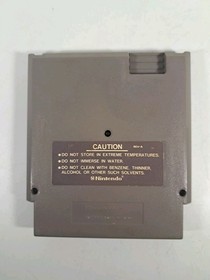 CAUTION
●DO NOT STORE IN EXTREME TEMPERATURES.
●DO NOT IMMERSE IN WATER.
●DO NOT CLEAN WITH BENZENE, THINNER,
ALCOHOL OR OTHER SUCH SOLVENTS.
Nintendo